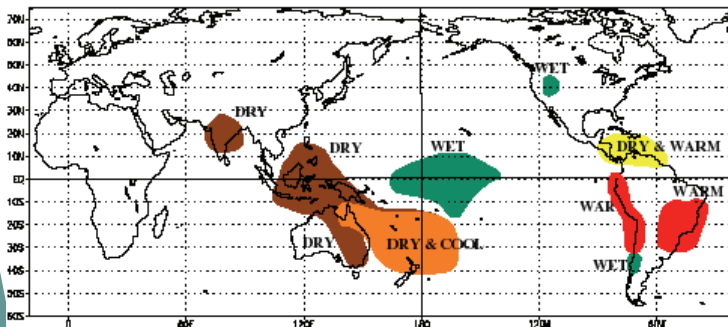 70N
60N
50N
40N
30N
20N
10N
EQ
10S
20S
30S
40S
50S
60S
WET
DRY
DRY
WET
DRY & WARM
WAR
WARM
DRY
DRY & COOL
WET
0
60E
120E
180
120W
60W